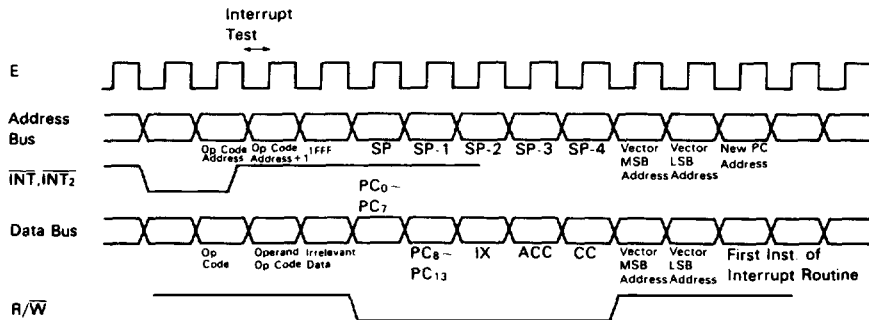 Interrupt
Test
E
Address
Bus
Op Code
Address
Op Code
Address+1
1FFF
SP
SP-1
SP-2
SP-3
SP-4
Vector
MSB
Address
Vector
LSB
Address
New PC
Address
INT, INT2
PC0~
PC7
Data Bus
Op
Code
Operand
Op Code
Irrelevant
Data
PC8~
PC13
IX
ACC
CC
Vector
MSB
Address
Vector
LSB
Address
First Inst. of
Interrupt Routine
R/W